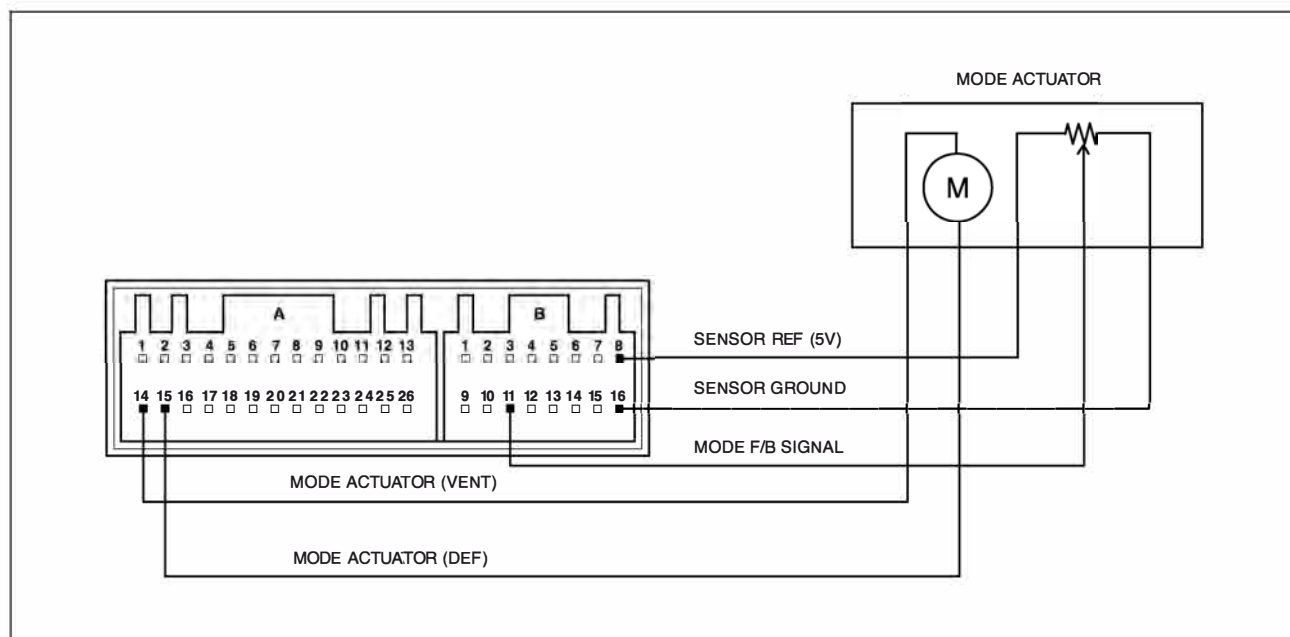 MODE ACTUATOR
M
A B
1 2 3 4 5 6 7 8 9 10 11 12 13 1 2 3 4 5 6 7 8
SENSOR REF (5V)
14 15 16 17 18 19 20 21 22 23 24 25 26 9 10 11 12 13 14 15 16
SENSOR GROUND
MODE F/B SIGNAL
MODE ACTUATOR (VENT)
MODE ACTUATOR (DEF)